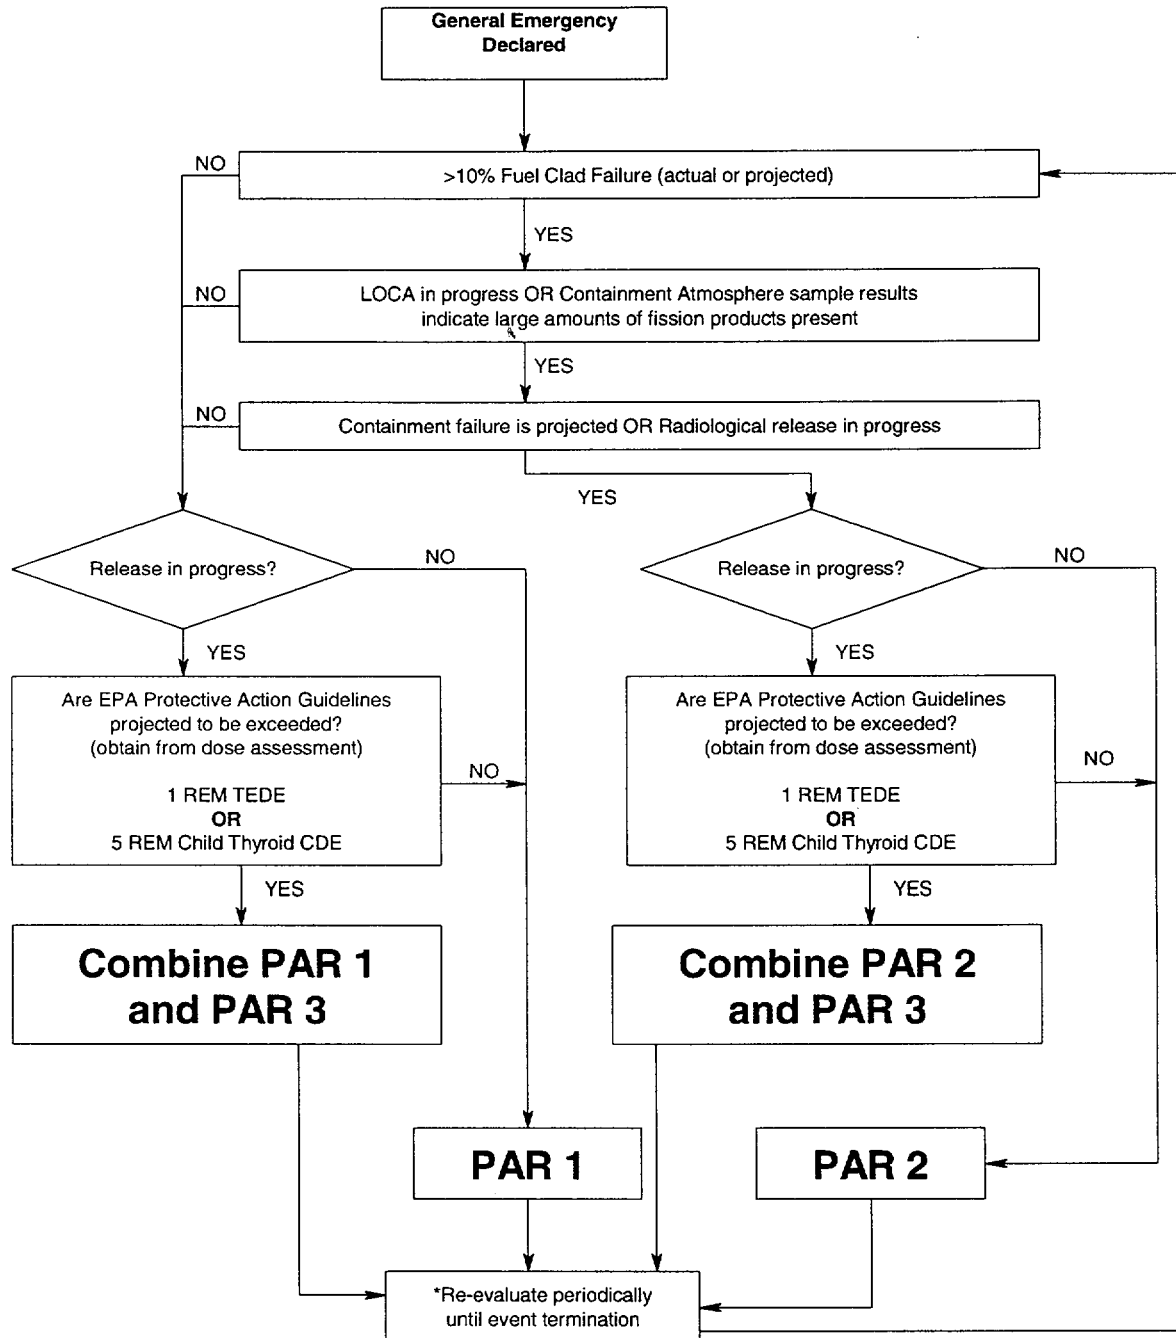 General Emergency
Declared
NO
>10% Fuel Clad Failure (actual or projected)
YES
NO
LOCA in progress OR Containment Atmosphere sample results
indicate large amounts of fission products present
YES
NO
Containment failure is projected OR Radiological release in progress
YES
Release in progress?
NO
Release in progress?
NO
YES
YES
Are EPA Protective Action Guidelines
projected to be exceeded?
(obtain from dose assessment)
1 REM TEDE
OR
5 REM Child Thyroid CDE
NO
Are EPA Protective Action Guidelines
projected to be exceeded?
(obtain from dose assessment)
1 REM TEDE
OR
5 REM Child Thyroid CDE
NO
YES
YES
Combine PAR 1
and PAR 3
Combine PAR 2
and PAR 3
PAR 1
PAR 2
*Re-evaluate periodically
until event termination